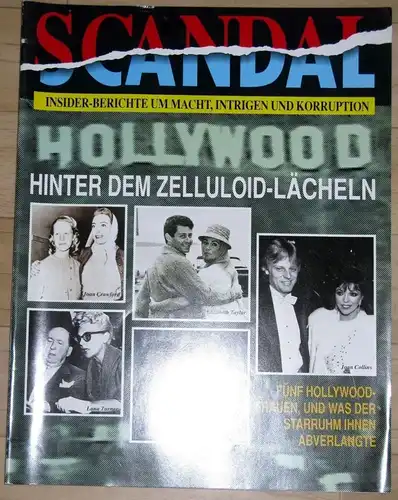 SCANDAL
INSIDER-BERICHTE UM MACHT, INTRIGEN UND KORRUPTION
HOLLYWOOD
HINTER DEM ZELLULOID-LÄCHELN
Joan Crawford
Elizabeth Taylor
Joan Collins
Lana Turner
FÜNF HOLLYWOOD-
FRAUEN, UND WAS DER
STARRUHM IHNEN
ABVERLANGTE